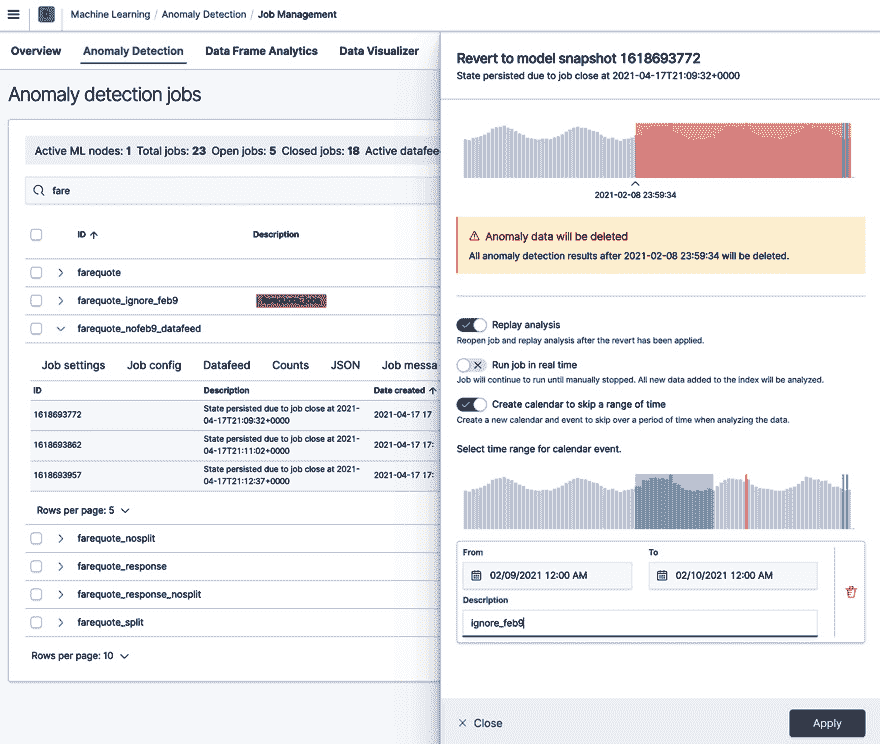 Machine Learning / Anomaly Detection / Job Management
Overview Anomaly Detection Data Frame Analytics Data Visualizer
Anomaly detection jobs
Active ML nodes: 1 Total jobs: 23 Open jobs: 5 Closed jobs: 18 Active datafee
fare
ID Description
farequote
farequote_ignore_feb9
farequote_nofeb9_datafeed
Job settings Job config Datafeed Counts JSON Job messa
ID Description Date created
1618693772 State persisted due to job close at 2021-04-17T21:09:32+0000 2021-04-17 17
1618693862 State persisted due to job close at 2021-04-17T21:11:02+0000 2021-04-17 17:
1618693957 State persisted due to job close at 2021-04-17T21:12:37+0000 2021-04-17 17:
Rows per page: 5
farequote_nosplit
farequote_response
farequote_response_nosplit
farequote_split
Rows per page: 10
Revert to model snapshot 1618693772
State persisted due to job close at 2021-04-17T21:09:32+0000
2021-02-08 23:59:34
Anomaly data will be deleted
All anomaly detection results after 2021-02-08 23:59:34 will be deleted.
Replay analysis
Reopen job and replay analysis after the revert has been applied.
Run job in real time
Job will continue to run until manually stopped. All new data added to the index will be analyzed.
Create calendar to skip a range of time
Create a new calendar and event to skip over a period of time when analyzing the data.
Select time range for calendar event.
From To
02/09/2021 12:00 AM 02/10/2021 12:00 AM
Description
ignore_feb9
Close Apply